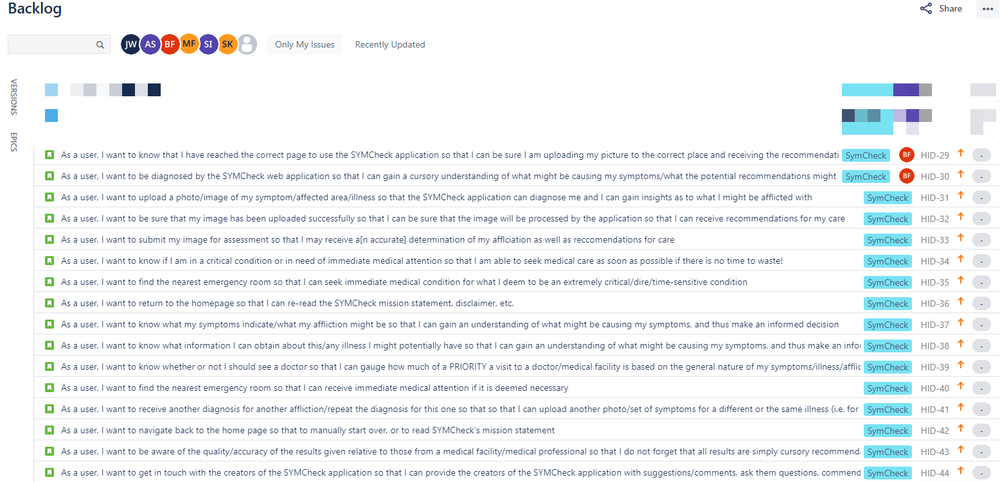 Backlog
Share
JW AS BF MF SI SK
Only My Issues
Recently Updated
VERSIONS
EPICS
As a user, I want to know that I have reached the correct page to use the SYMCheck application so that I can be sure I am uploading my picture to the correct place and receiving the recommendati SymCheck BF HID-29 -
As a user, I want to be diagnosed by the SYMCheck web application so that I can gain a cursory understanding of what might be causing my symptoms/what the potential recommendations might SymCheck BF HID-30 -
As a user, I want to upload a photo/image of my symptom/affected area/illness so that the SYMCheck application can diagnose me and I can gain insights as to what I might be afflicted with SymCheck HID-31 -
As a user, I want to be sure that my image has been uploaded successfully so that I can be sure that the image will be processed by the application so that I can receive recommendations for my care SymCheck HID-32 -
As a user, I want to submit my image for assessment so that I may receive a[n accurate] determination of my afflciation as well as reccomendations for care SymCheck HID-33 -
As a user, I want to know if I am in a critical condition or in need of immediate medical attention so that I am able to seek medical care as soon as possible if there is no time to waste! SymCheck HID-34 -
As a user, I want to find the nearest emergency room so that I can seek immediate medical condition for what I deem to be an extremely critical/dire/time-sensitive condition SymCheck HID-35 -
As a user, I want to return to the homepage so that I can re-read the SYMCheck mission statement, disclaimer, etc. SymCheck HID-36 -
As a user, I want to know what my symptoms indicate/what my affliction might be so that I can gain an understanding of what might be causing my symptoms, and thus make an informed decision SymCheck HID-37 -
As a user, I want to know what information I can obtain about this/any illness I might potentially have so that I can gain an understanding of what might be causing my symptoms, and thus make an infor SymCheck HID-38 -
As a user, I want to know whether or not I should see a doctor so that I can gauge how much of a PRIORITY a visit to a doctor/medical facility is based on the general nature of my symptoms/illness/afflic SymCheck HID-39 -
As a user, I want to find the nearest emergency room so that I can receive immediate medical attention if it is deemed necessary SymCheck HID-40 -
As a user, I want to receive another diagnosis for another affliction/repeat the diagnosis for this one so that so that I can upload another photo/set of symptoms for a different or the same illness (i.e. for SymCheck HID-41 -
As a user, I want to navigate back to the home page so that to manually start over, or to read SYMCheck's mission statement SymCheck HID-42 -
As a user, I want to be aware of the quality/accuracy of the results given relative to those from a medical facility/medical professional so that I do not forget that all results are simply cursory recommend SymCheck HID-43 -
As a user, I want to get in touch with the creators of the SYMCheck application so that I can provide the creators of the SYMCheck application with suggestions/comments, ask them questions, commend SymCheck HID-44 -